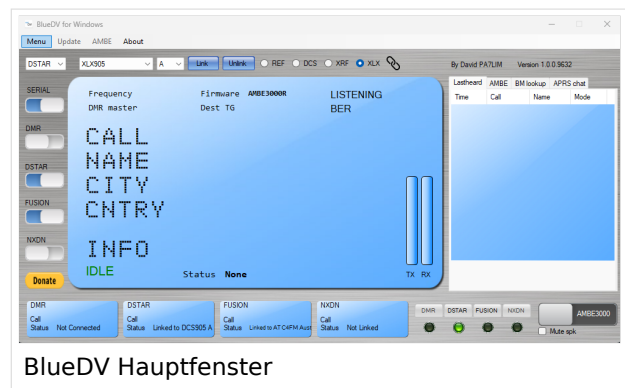 BlueDV for Windows
Menu Update AMBE About
DSTAR XLX905 A Link Unlink REF DCS XRF XLX By David PA7LIM Version 1.0.0.9632
Lastheard AMBE BM lookup APRS chat
Time Call Name Mode
SERIAL
DMR
DSTAR
FUSION
NXDN
Donate
Frequency Firmware AMBE3000R LISTENING
DMR master Dest TG BER
CALL
NAME
CITY
CNTRY
INFO
IDLE Status None TX RX
DMR
Call
Status Not Connected
DSTAR
Call
Status Linked to DCS905 A
FUSION
Call
Status Linked to AT C4FM Aust
NXDN
Call
Status Not Linked
DMR DSTAR FUSION NXDN AMBE3000
Mute spk
BlueDV Hauptfenster